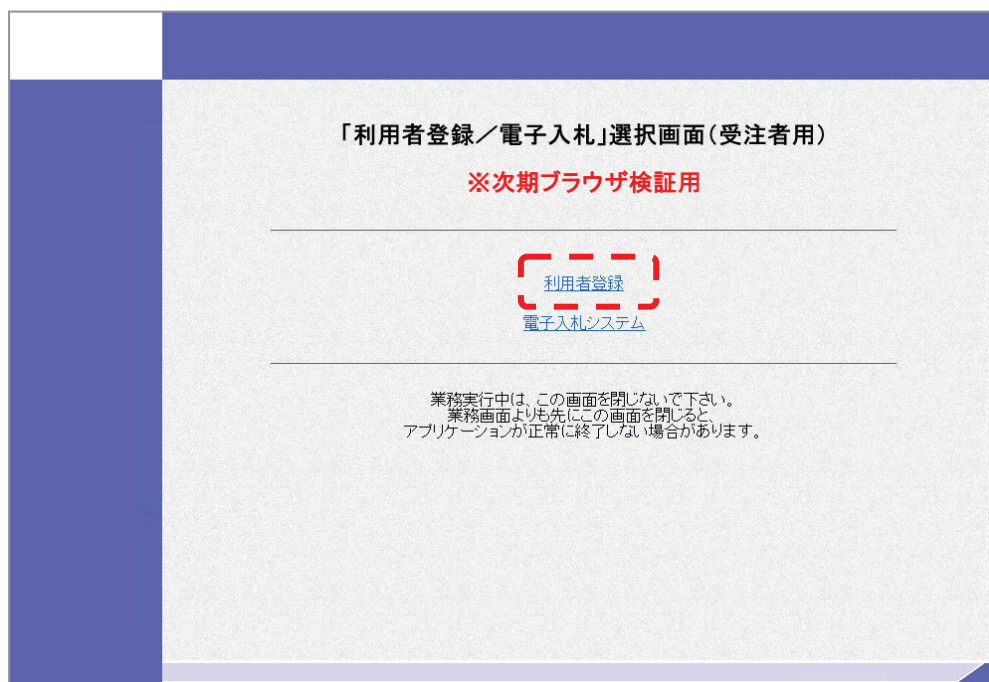 「利用者登録／電子入札」選択画面(受注者用)
※次期ブラウザ検証用
利用者登録
電子入札システム
業務実行中は、この画面を閉じないで下さい。
業務画面よりも先にこの画面を閉じると、
アプリケーションが正常に終了しない場合があります。